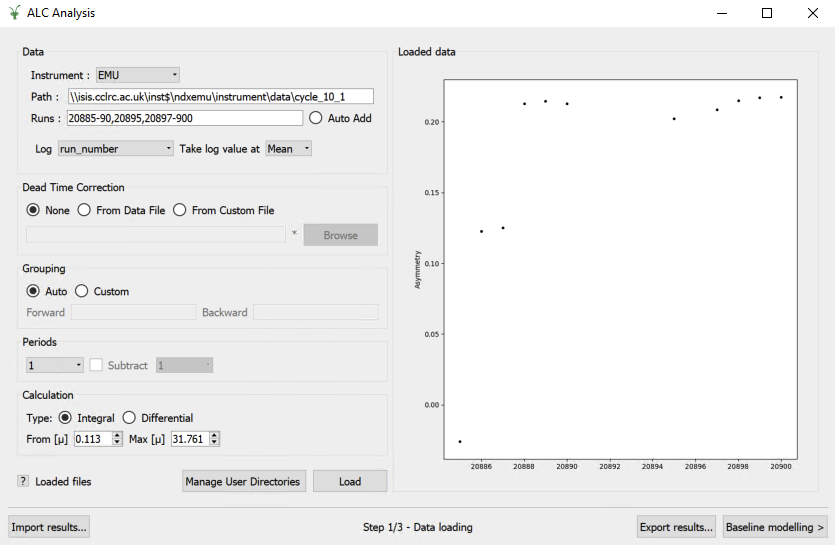 ALC Analysis
Data
Instrument : EMU
Path : \\isis.cclrc.ac.uk\inst$\ndxemu\instrument\data\cycle_10_1
Runs : 20885-90,20895,20897-900 Auto Add
Log run_number Take log value at Mean
Dead Time Correction
None From Data File From Custom File
* Browse
Grouping
Auto Custom
Forward Backward
Periods
1 Subtract 1
Calculation
Type: Integral Differential
From [µ] 0.113 Max [µ] 31.761
? Loaded files Manage User Directories Load
Loaded data
Asymmetry
0.20
0.15
0.10
0.05
0.00
20886 20888 20890 20892 20894 20896 20898 20900
Import results... Step 1/3 - Data loading Export results... Baseline modelling >